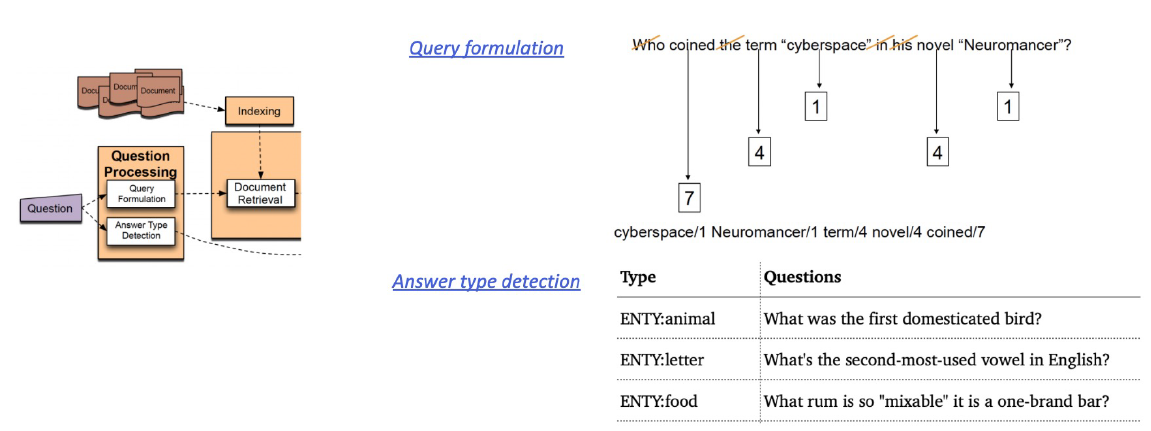 Query formulation
Who coined the term “cyberspace” in his novel “Neuromancer”?
1
1
4
4
7
cyberspace/1 Neuromancer/1 term/4 novel/4 coined/7
Document
Indexing
Question
Processing
Query
Formulation
Document
Retrieval
Question
Answer Type
Detection
Answer type detection
Type Questions
ENTY:animal What was the first domesticated bird?
ENTY:letter What's the second-most-used vowel in English?
ENTY:food What rum is so "mixable" it is a one-brand bar?